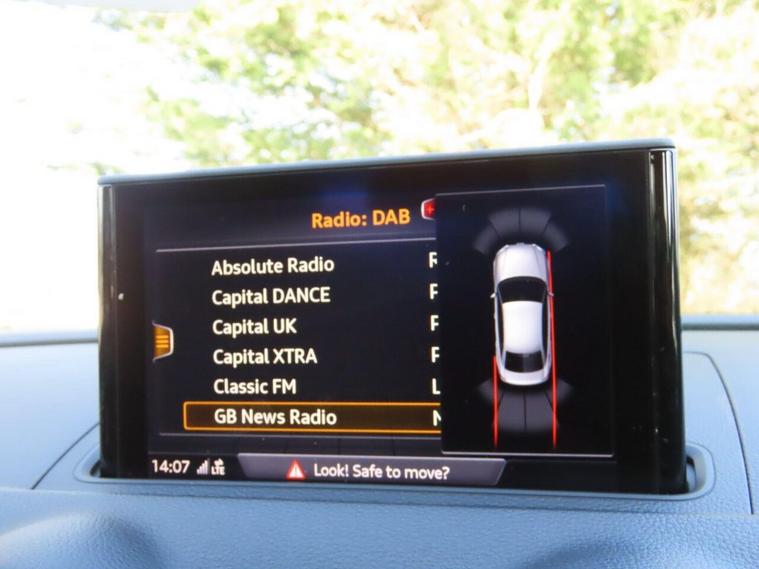 Radio: DAB
Absolute Radio R
Capital DANCE P
Capital UK P
Capital XTRA P
Classic FM L
GB News Radio N
14:07 LTE Look! Safe to move?